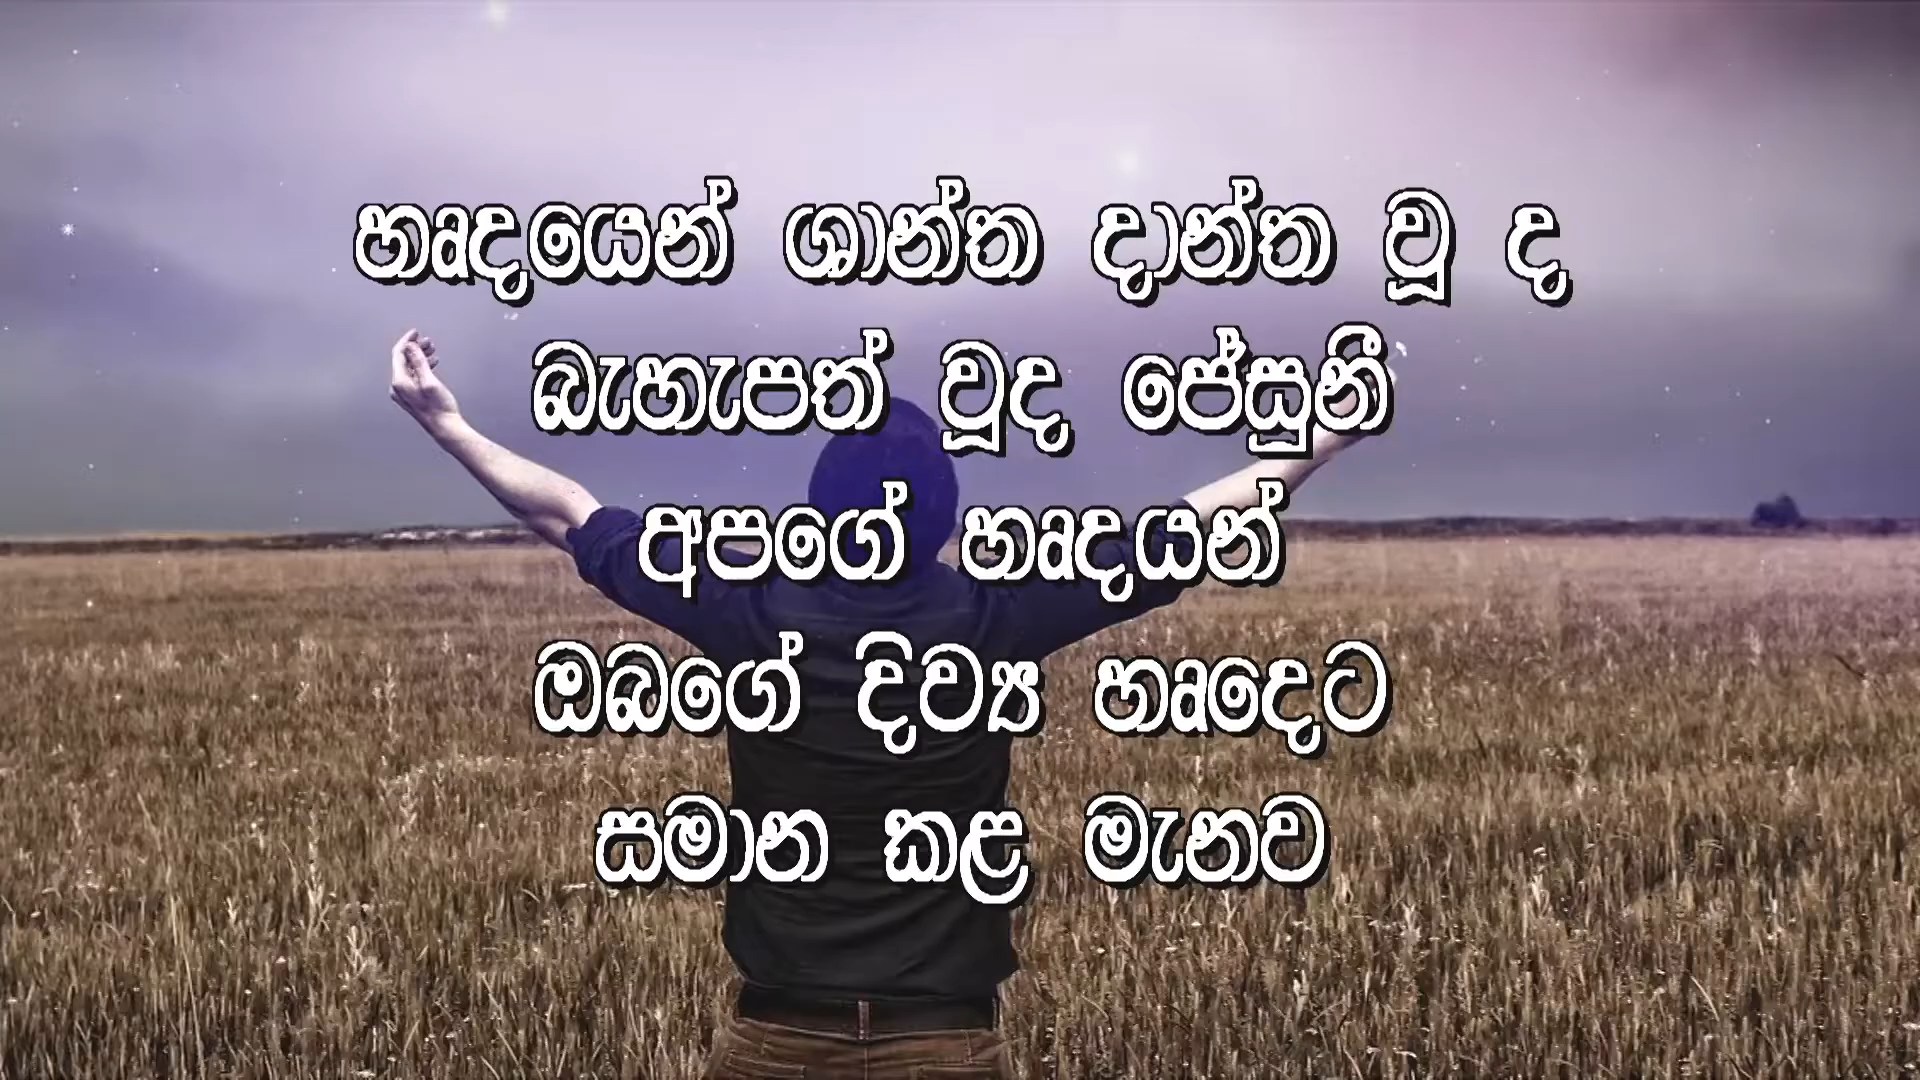 හෘදයෙන් ශාන්ත දාන්ත වූ ද
බැහැපත් වූද ජේසුනී
අපගේ හෘදයන්
ඔබගේ දිව්‍ය හෘදෙට
සමාන කළ මැනව